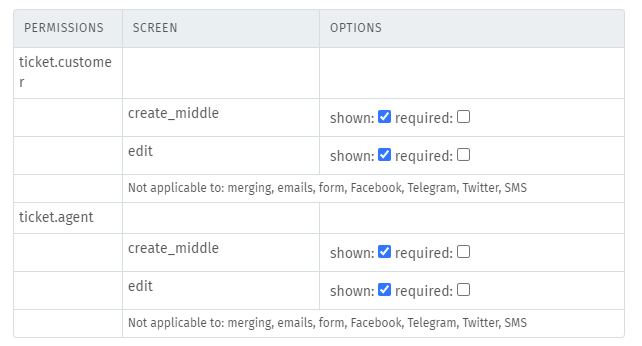 PERMISSIONS SCREEN OPTIONS
ticket.custome
r
create_middle shown: required:
edit shown: required:
Not applicable to: merging, emails, form, Facebook, Telegram, Twitter, SMS
ticket.agent
create_middle shown: required:
edit shown: required:
Not applicable to: merging, emails, form, Facebook, Telegram, Twitter, SMS